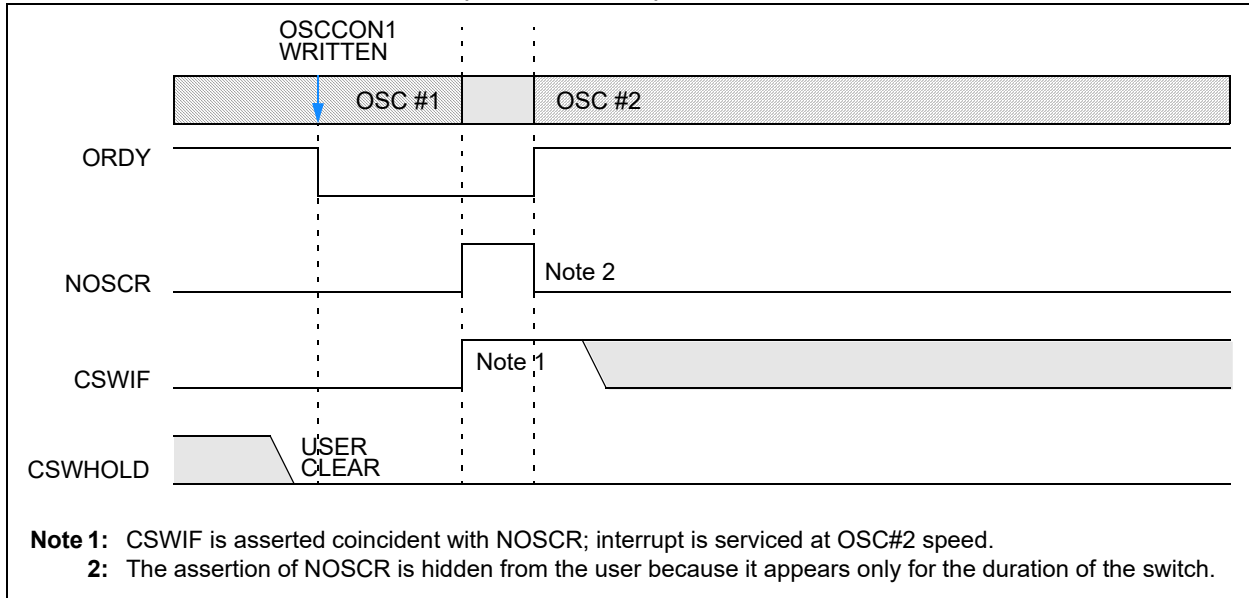 OSCCON1
WRITTEN
OSC #1
OSC #2
ORDY
NOSCR
Note 2
CSWIF
Note 1
CSWHOLD
USER
CLEAR
Note 1: CSWIF is asserted coincident with NOSCR; interrupt is serviced at OSC#2 speed.
2: The assertion of NOSCR is hidden from the user because it appears only for the duration of the switch.